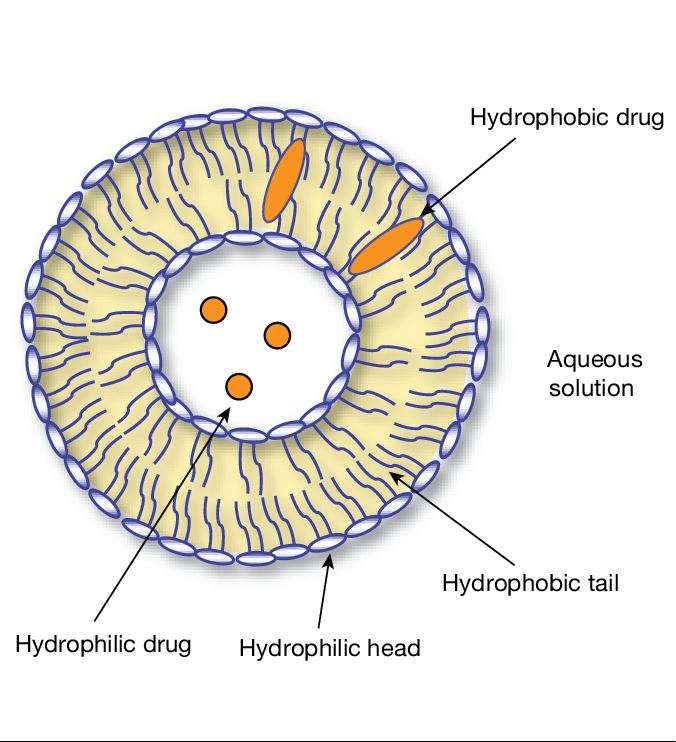 Hydrophobic drug
Aqueous
solution
Hydrophobic tail
Hydrophilic drug
Hydrophilic head